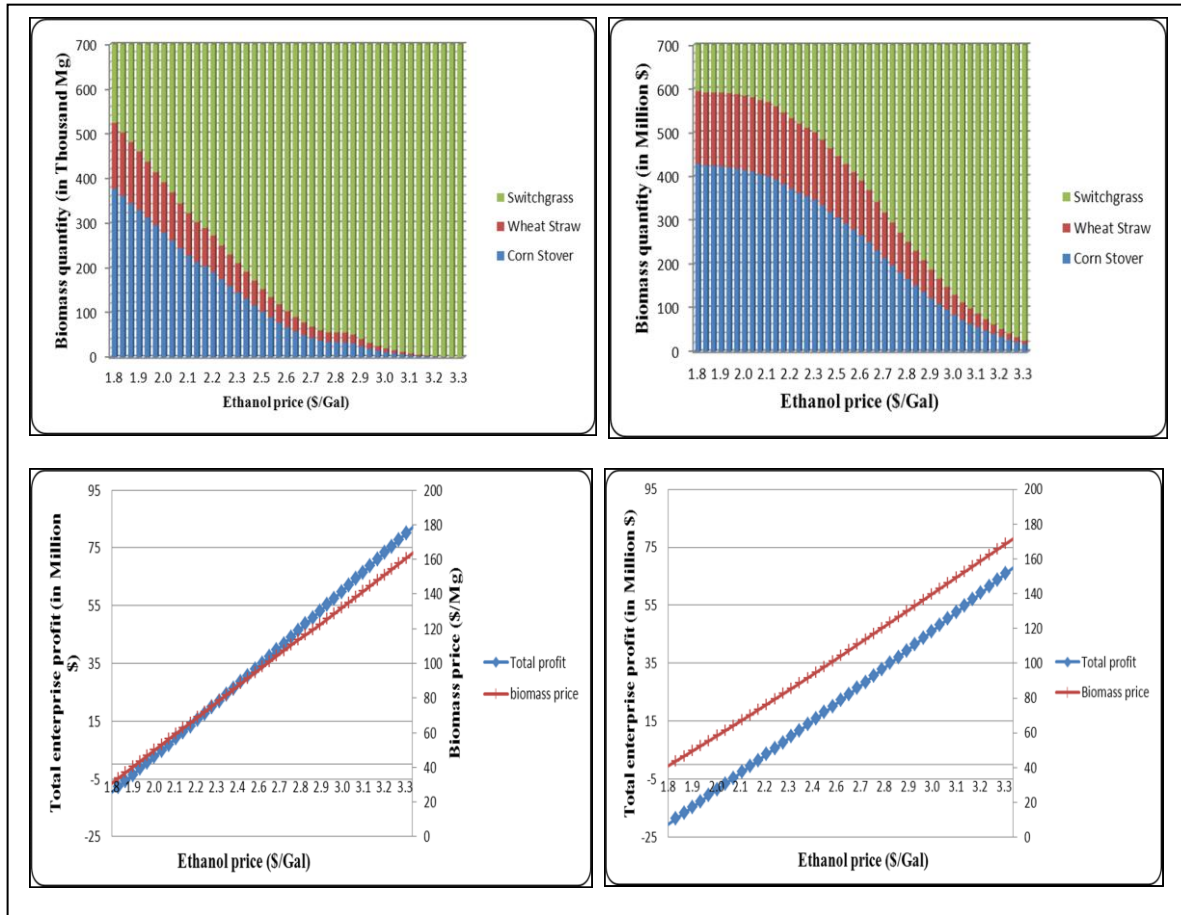 Biomass quantity (in Thousand Mg)
700
600
500
400
300
200
100
0
1.8 1.9 2.0 2.1 2.2 2.3 2.4 2.5 2.6 2.7 2.8 2.9 3.0 3.1 3.2 3.3
Ethanol price ($/Gal)
Switchgrass
Wheat Straw
Corn Stover
Biomass quantity (in Million $)
700
600
500
400
300
200
100
0
1.8 1.9 2.0 2.1 2.2 2.3 2.4 2.5 2.6 2.7 2.8 2.9 3.0 3.1 3.2 3.3
Ethanol price ($/Gal)
Switchgrass
Wheat Straw
Corn Stover
Total enterprise profit (in Million
$)
95
75
55
35
15
-5
-25
1.8 1.9 2.0 2.1 2.2 2.3 2.4 2.6 2.7 2.8 2.9 3.0 3.1 3.2 3.3
200
180
160
140
120
100
80
60
40
20
0
Biomass price ($/Mg)
Ethanol price ($/Gal)
Total profit
biomass price
Total enterprise profit (in Million $)
95
75
55
35
15
-5
-25
1.8 1.9 2.0 2.1 2.2 2.3 2.4 2.5 2.6 2.7 2.8 2.9 3.0 3.1 3.3
200
180
160
140
120
100
80
60
40
20
0
Ethanol price ($/Gal)
Total profit
Biomass price